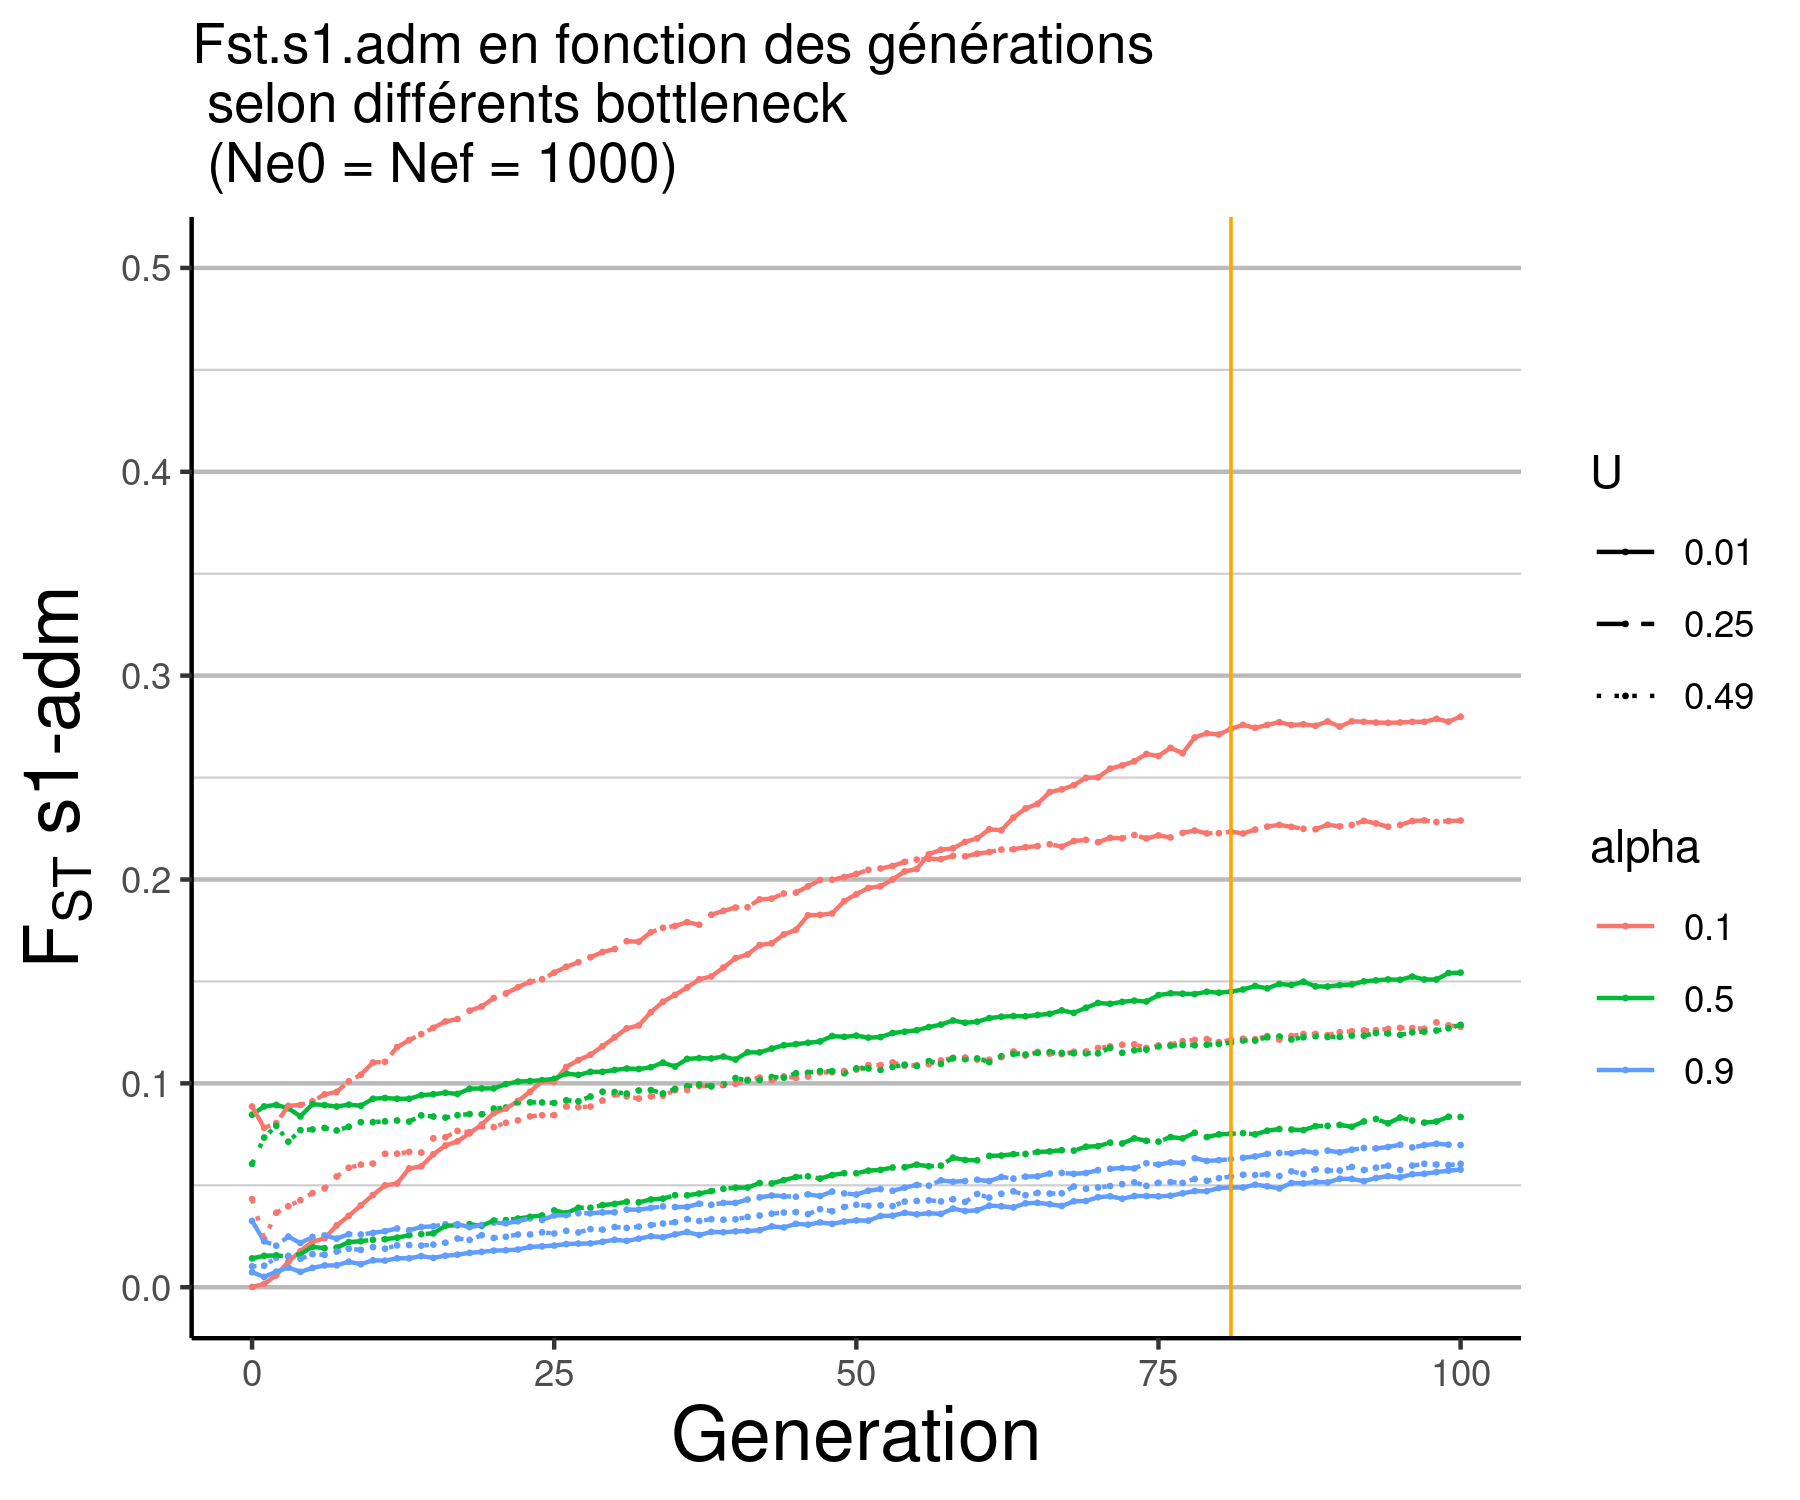 Fst.s1.adm en fonction des générations
selon différents bottleneck
(Ne0 = Nef = 1000)
FST s1-adm
0.5
0.4
0.3
0.2
0.1
0.0
0 25 50 75 100
Generation
U
0.01
0.25
0.49
alpha
0.1
0.5
0.9